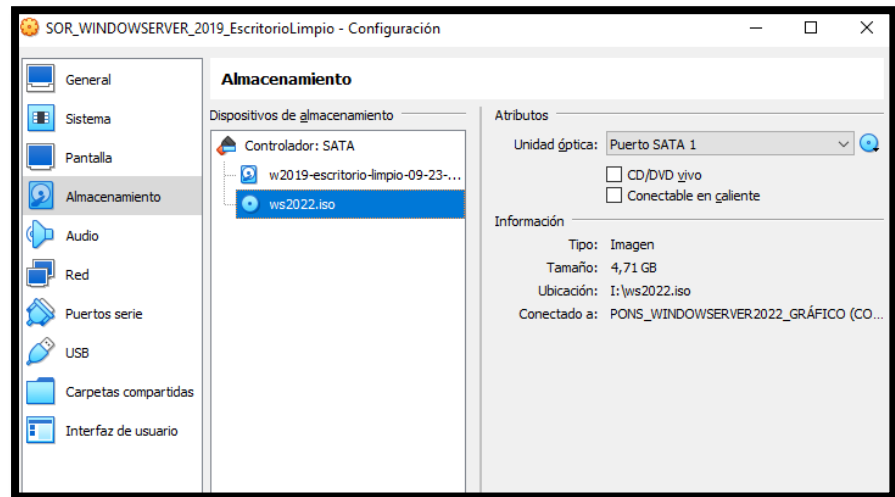 SOR_WINDOWSERVER_2019_EscritorioLimpio - Configuración
General
Sistema
Pantalla
Almacenamiento
Audio
Red
Puertos serie
USB
Carpetas compartidas
Interfaz de usuario
Almacenamiento
Dispositivos de almacenamiento
Controlador: SATA
w2019-escritorio-limpio-09-23-...
ws2022.iso
Atributos
Unidad óptica: Puerto SATA 1
CD/DVD vivo
Conectable en caliente
Información
Tipo: Imagen
Tamaño: 4,71 GB
Ubicación: I:\ws2022.iso
Conectado a: PONS_WINDOWSERVER2022_GRÁFICO (CO...